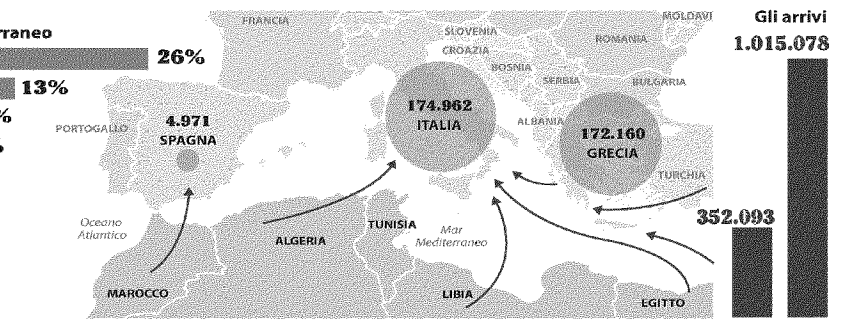 rraneo
26%
13%
%
%
FRANCIA
SLOVENIA
CROAZIA
BOSNIA
SERBIA
ROMANIA
MOLDAVI
BULGARIA
ALBANIA
TURCHIA
PORTOGALLO
4.971
SPAGNA
174.962
ITALIA
172.160
GRECIA
Oceano
Atlantico
Mar
Mediterraneo
MAROCCO
ALGERIA
TUNISIA
LIBIA
EGITTO
Gli arrivi
1.015.078
352.093